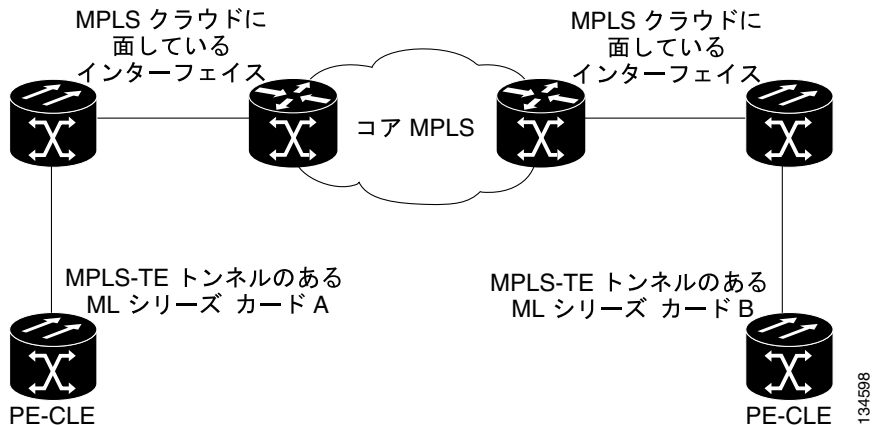 MPLS クラウドに
面している
インターフェイス
MPLS クラウドに
面している
インターフェイス
コア MPLS
MPLS-TE トンネルのある
ML シリーズ カード A
MPLS-TE トンネルのある
ML シリーズ カード B
PE-CLE
PE-CLE
134598